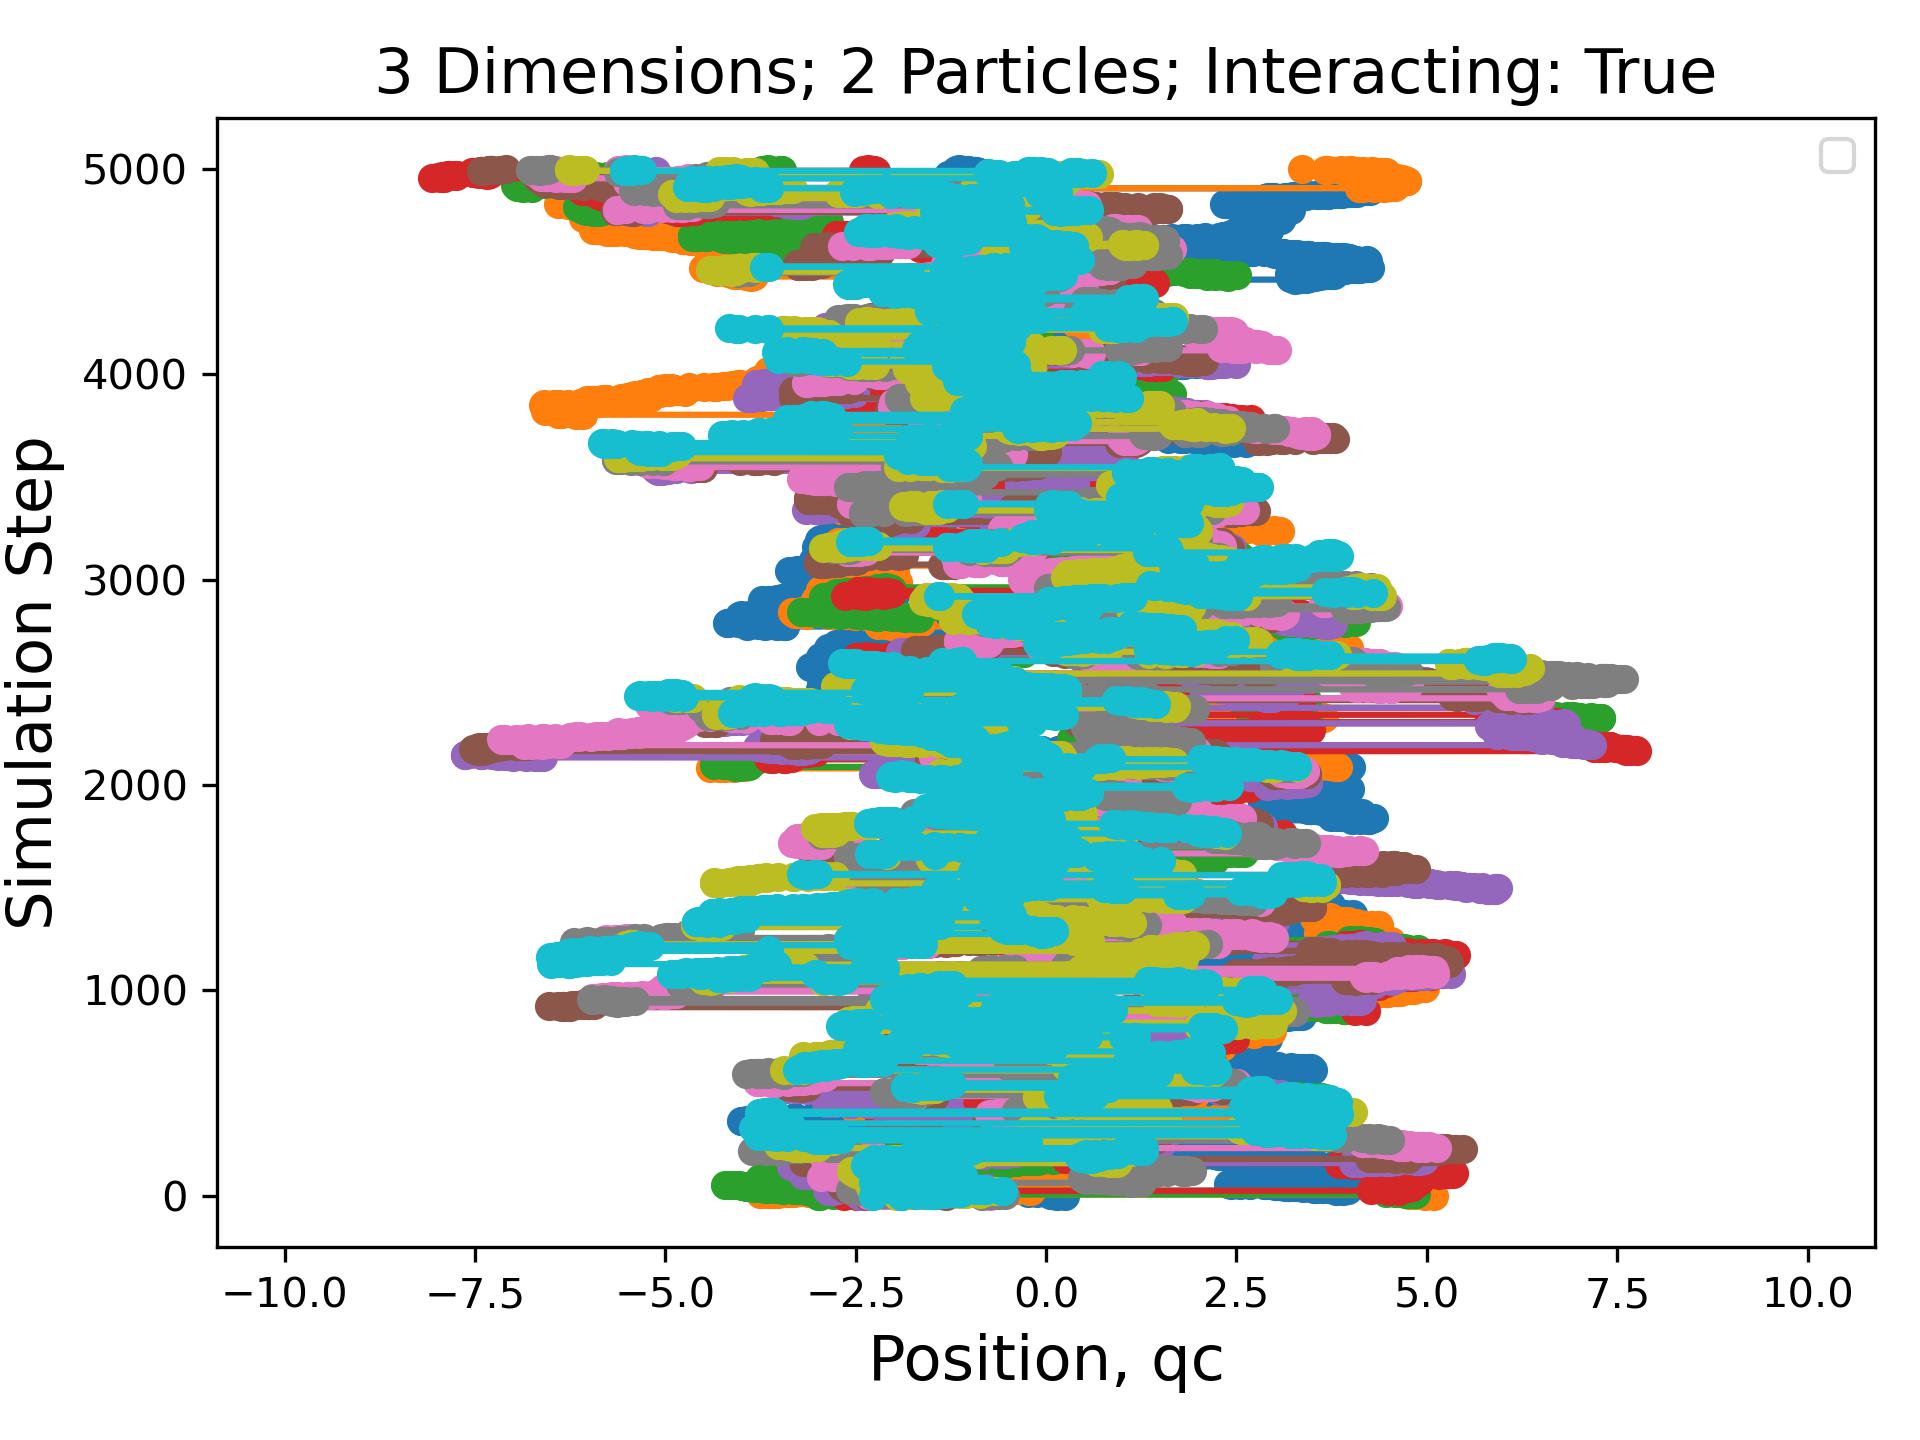 3 Dimensions; 2 Particles; Interacting: True
Simulation Step
5000
4000
3000
2000
1000
0
−10.0 −7.5 −5.0 −2.5 0.0 2.5 5.0 7.5 10.0
Position, qc